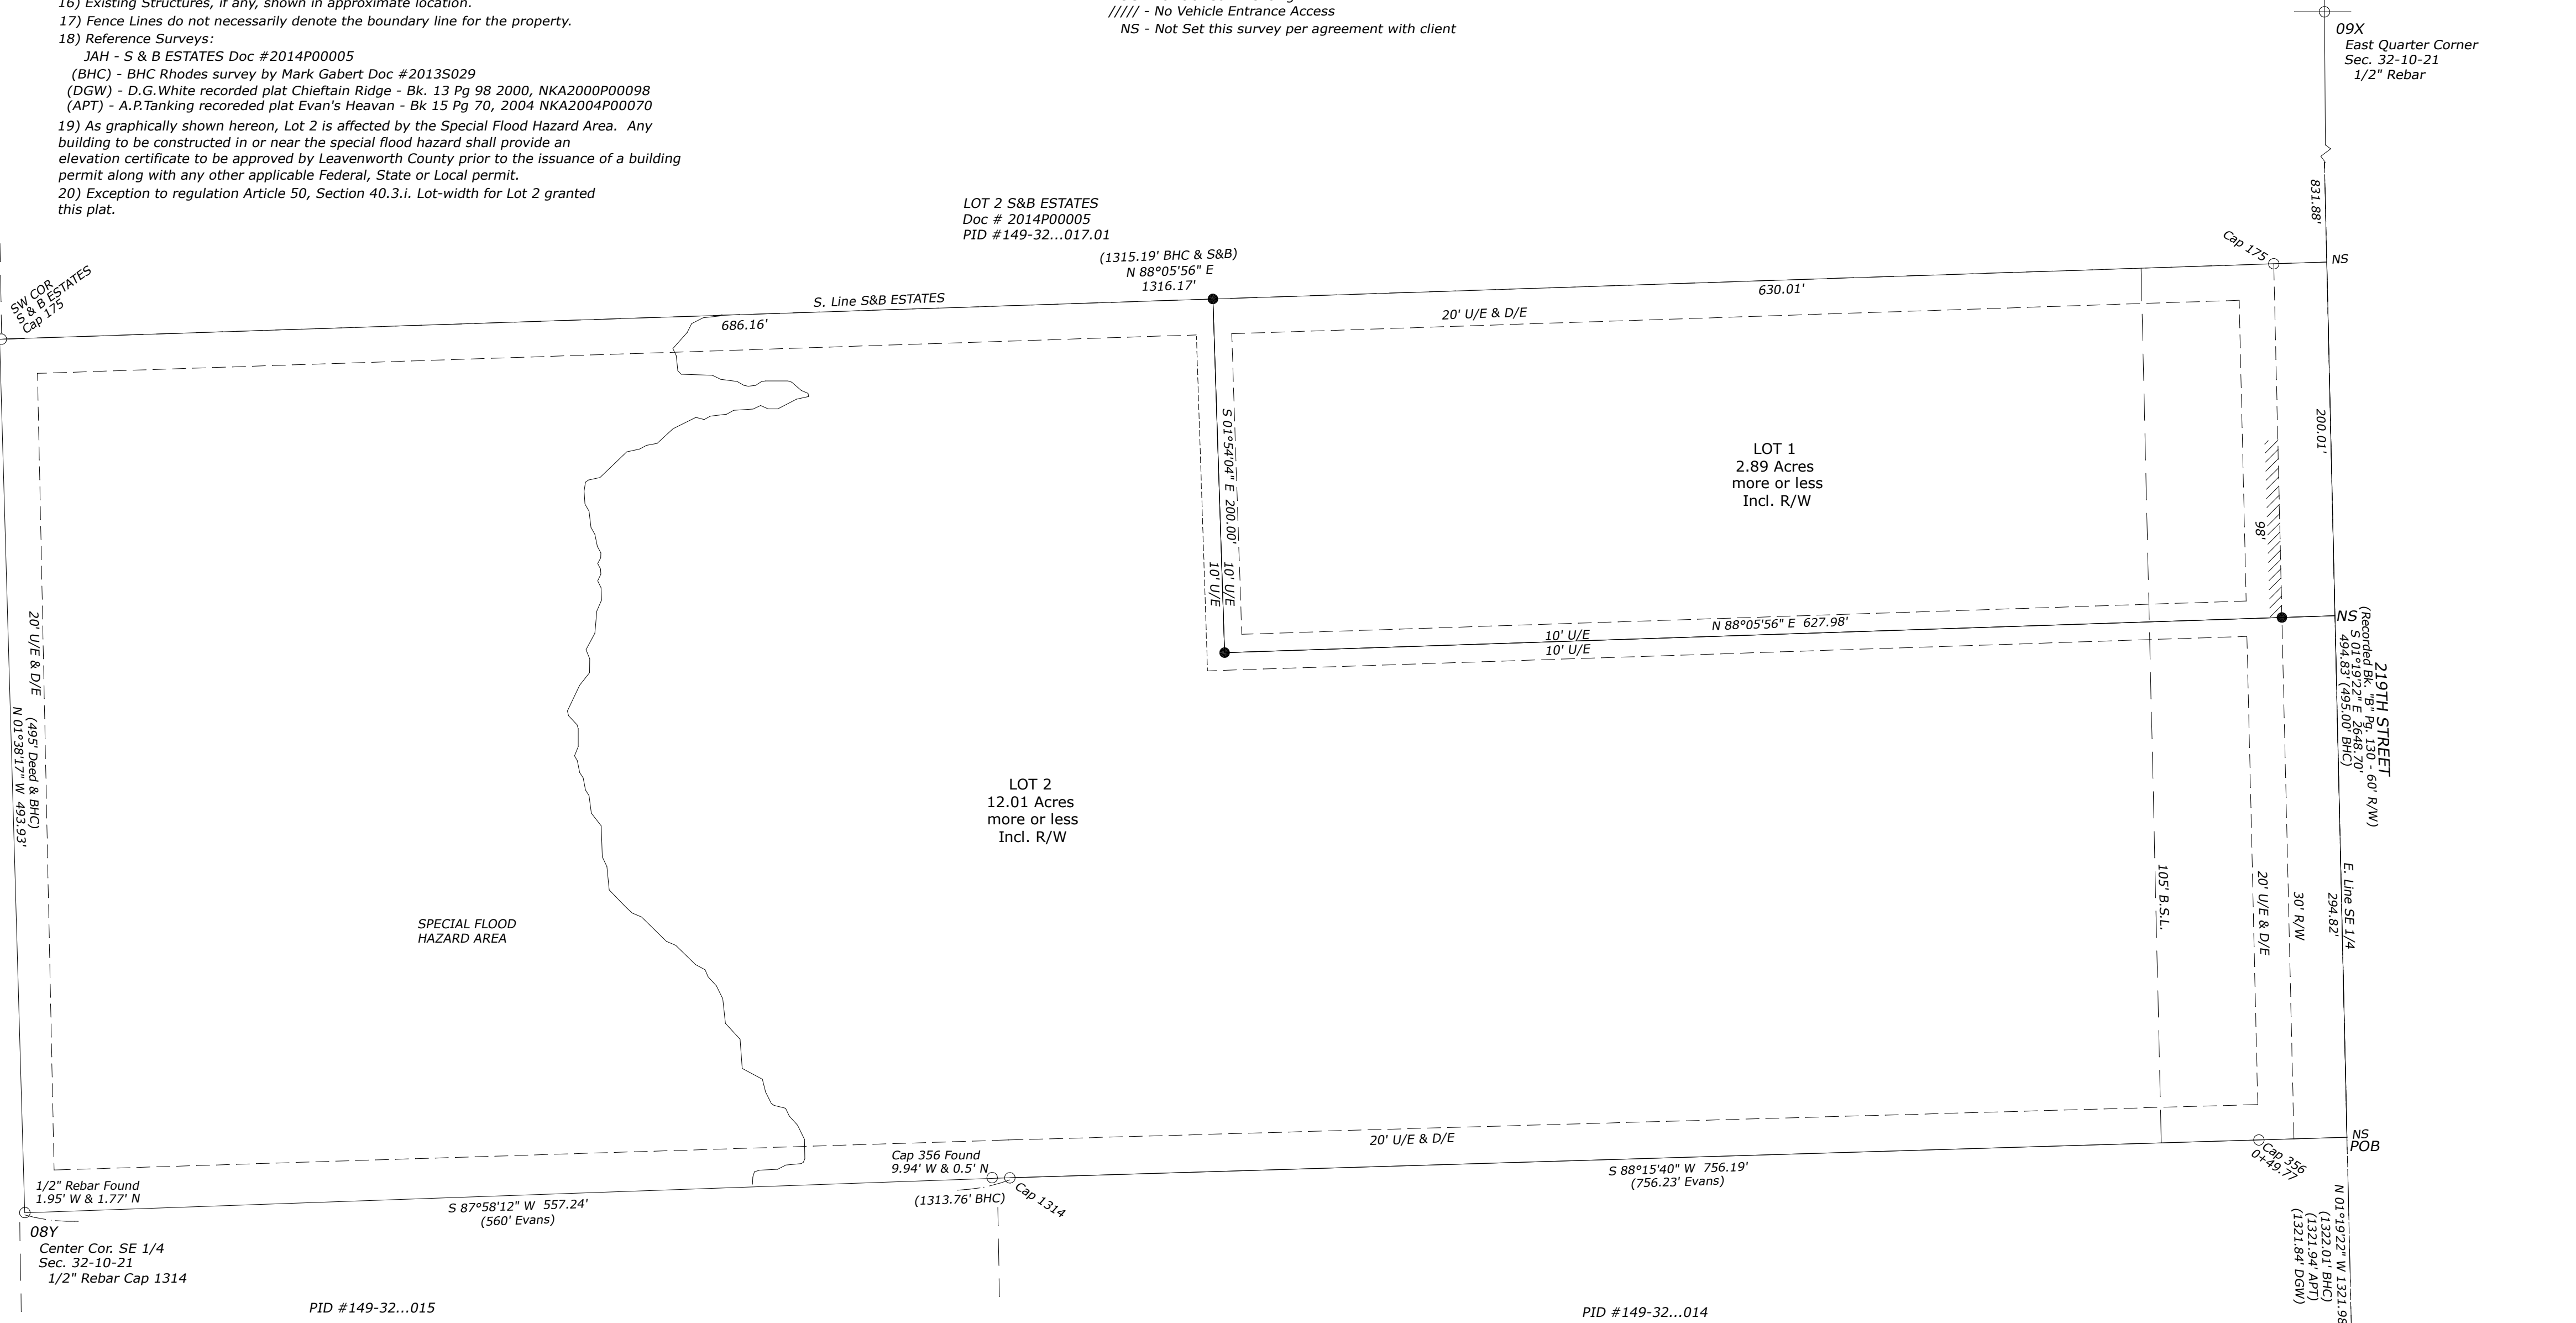 17) Fence Lines do not necessarily denote the boundary line for the property.
18) Reference Surveys:
JAH - S & B ESTATES Doc #2014P00005
(BHC) - BHC Rhodes survey by Mark Gabert Doc #2013S029
(DGW) - D.G.White recorded plat Chieftain Ridge - Bk. 13 Pg 98 2000, NKA2000P00098
(APT) - A.P.Tanking recoreded plat Evan's Heavan - Bk 15 Pg 70, 2004 NKA2004P00070
19) As graphically shown hereon, Lot 2 is affected by the Special Flood Hazard Area. Any
building to be constructed in or near the special flood hazard shall provide an
elevation certificate to be approved by Leavenworth County prior to the issuance of a building
permit along with any other applicable Federal, State or Local permit.
20) Exception to regulation Article 50, Section 40.3.i. Lot-width for Lot 2 granted
this plat.
16) Existing Structures, if any, shown in approximate location.
///// - No Vehicle Entrance Access
NS - Not Set this survey per agreement with client
09X
East Quarter Corner
Sec. 32-10-21
1/2" Rebar
831.88'
LOT 2 S&B ESTATES
Doc # 2014P00005
PID #149-32...017.01
(1315.19' BHC & S&B)
N 88°05'56" E
1316.17'
SW COR
S & B ESTATES
Cap 175
S. Line S&B ESTATES
686.16'
630.01'
Cap 175
NS
20' U/E & D/E
S 01°54'04" E 200.00'
10' U/E
10' U/E
LOT 1
2.89 Acres
more or less
Incl. R/W
98'
200.01'
N 88°05'56" E 627.98'
10' U/E
10' U/E
NS
219TH STREET
(Recorded Bk. "B" Pg. 130 - 60' R/W)
S 01°19'22" E 2648.70'
494.83' (495.00' BHC)
20' U/E & D/E
(495' Deed & BHC)
N 01°38'17" W 493.93'
LOT 2
12.01 Acres
more or less
Incl. R/W
SPECIAL FLOOD
HAZARD AREA
105' B.S.L.
20' U/E & D/E
30' R/W
294.82'
E. Line SE 1/4
20' U/E & D/E
NS
POB
Cap 356
0+49.77
Cap 356 Found
9.94' W & 0.5' N
(1313.76' BHC)
Cap 1314
S 88°15'40" W 756.19'
(756.23' Evans)
1/2" Rebar Found
1.95' W & 1.77' N
S 87°58'12" W 557.24'
(560' Evans)
08Y
Center Cor. SE 1/4
Sec. 32-10-21
1/2" Rebar Cap 1314
N 01°19'22" W 1321.98
(1322.01' BHC)
(1321.94' APT)
(1321.84' DGW)
PID #149-32...015
PID #149-32...014